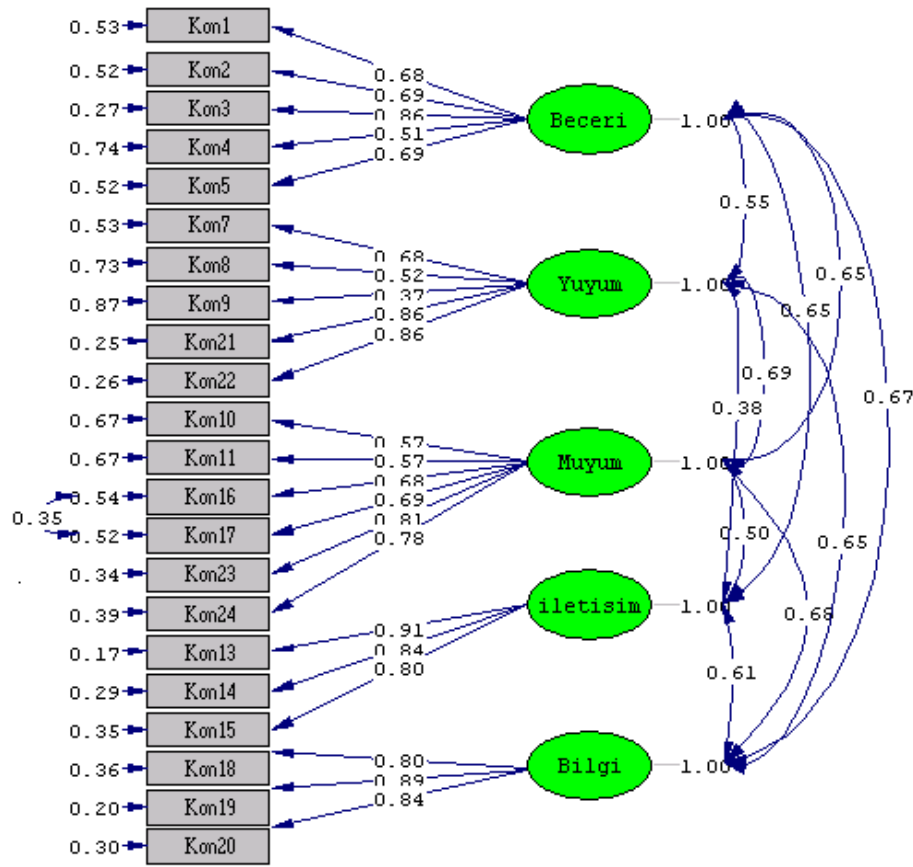 0.53 Kon1
0.52 Kon2
0.27 Kon3
0.74 Kon4
0.52 Kon5
0.53 Kon7
0.73 Kon8
0.87 Kon9
0.25 Kon21
0.26 Kon22
0.67 Kon10
0.67 Kon11
0.54 Kon16
0.35
0.52 Kon17
0.34 Kon23
0.39 Kon24
0.17 Kon13
0.29 Kon14
0.35 Kon15
0.36 Kon18
0.20 Kon19
0.30 Kon20
0.68
0.69
0.86
0.51
0.69
0.68
0.52
0.37
0.86
0.86
0.57
0.57
0.68
0.69
0.81
0.78
0.91
0.84
0.80
0.80
0.89
0.84
Beceri 1.00
Yuyum 1.00
Muyum 1.00
iletisim 1.00
Bilgi 1.00
0.55
0.65
0.65
0.69
0.38
0.67
0.50
0.65
0.68
0.61